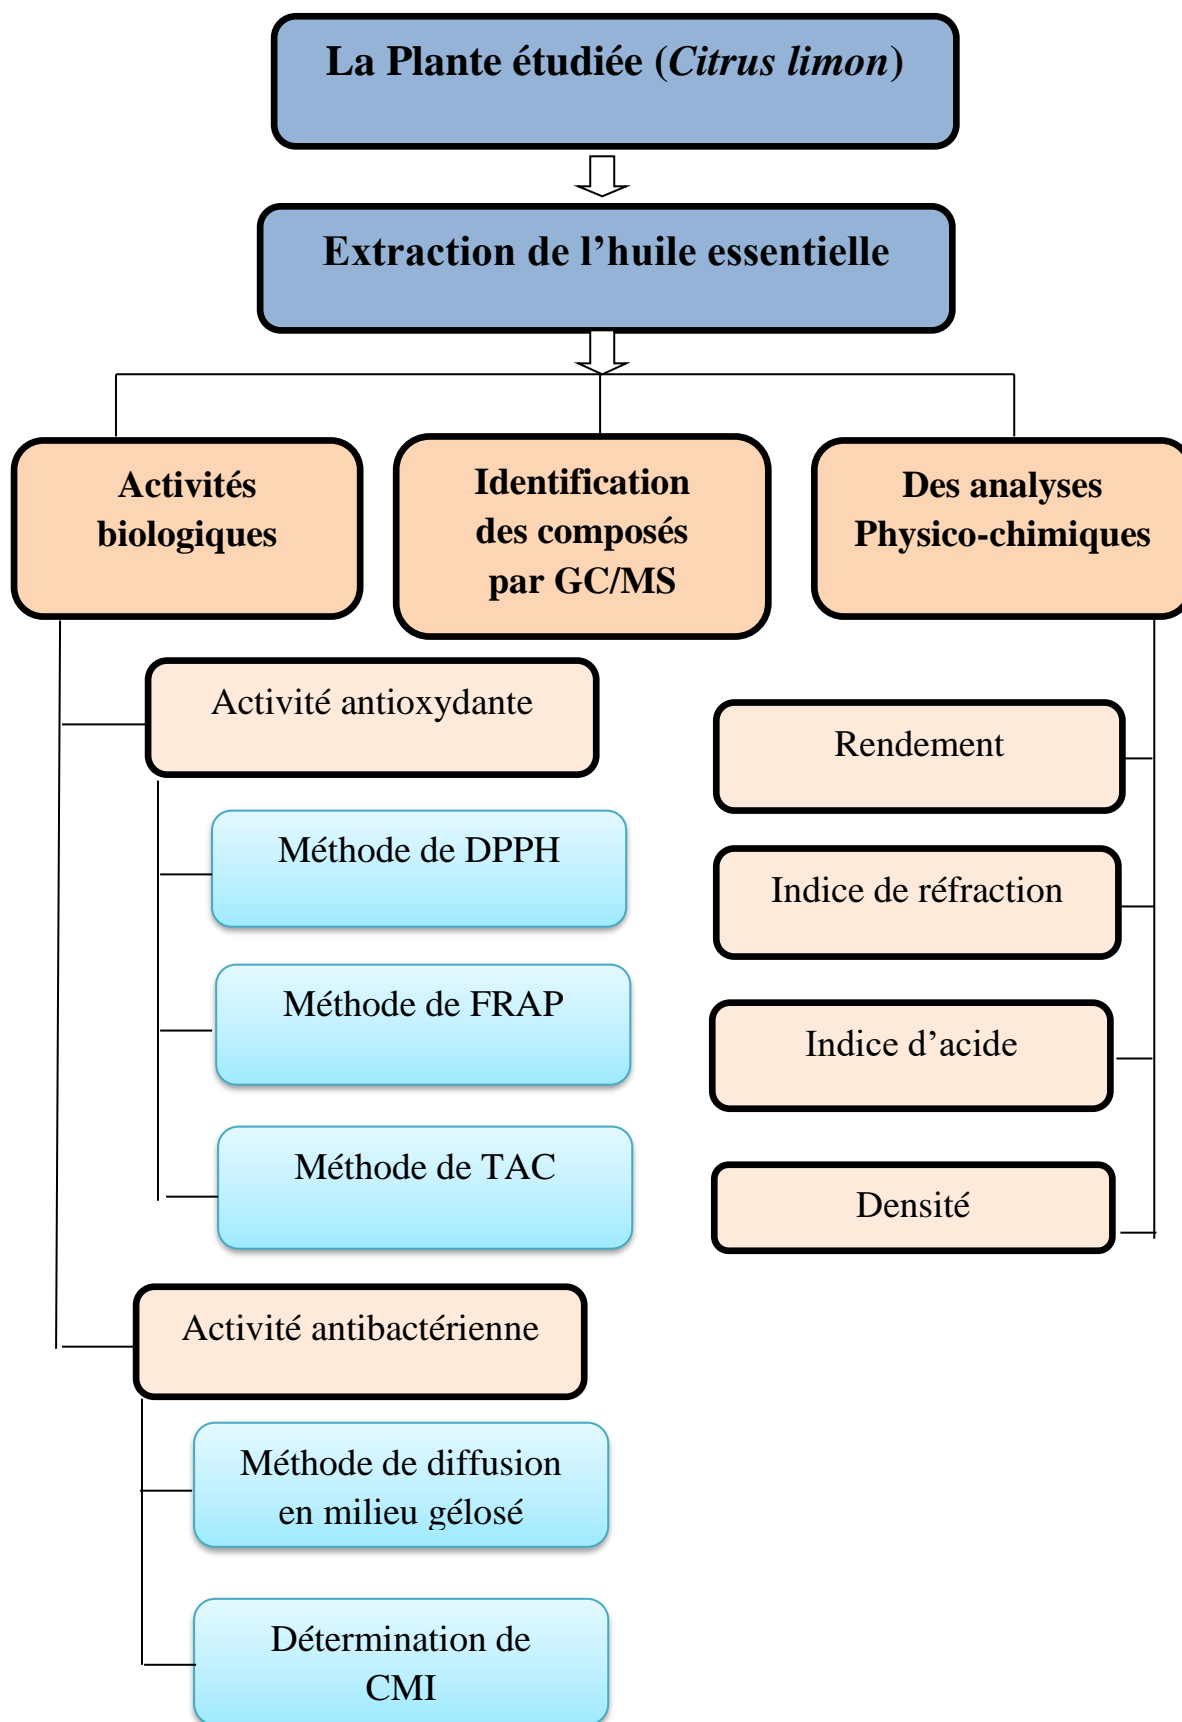 La Plante étudiée (Citrus limon)
Extraction de l’huile essentielle
Activités
biologiques
Identification
des composés
par GC/MS
Des analyses
Physico-chimiques
Activité antioxydante
Méthode de DPPH
Méthode de FRAP
Méthode de TAC
Activité antibactérienne
Méthode de diffusion
en milieu gélosé
Détermination de
CMI
Rendement
Indice de réfraction
Indice d’acide
Densité